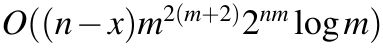 O((n − x)m^{2(m+2)} 2^{nm} log m)